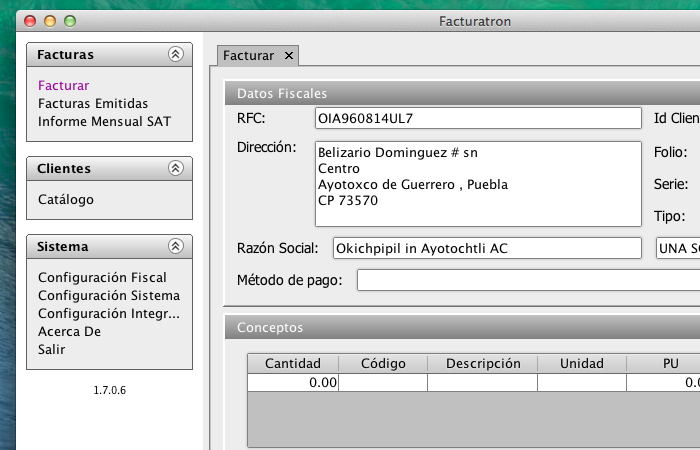 Facturatron
Facturas
Facturar
Facturas Emitidas
Informe Mensual SAT
Clientes
Catálogo
Sistema
Configuración Fiscal
Configuración Sistema
Configuración Integr...
Acerca De
Salir
1.7.0.6
Facturar
Datos Fiscales
RFC: OIA960814UL7 Id Clien
Dirección: Belizario Dominguez # sn
Centro
Ayotoxco de Guerrero , Puebla
CP 73570
Folio:
Serie:
Tipo:
Razón Social: Okichpipil in Ayotochtli AC UNA SO
Método de pago:
Conceptos
Cantidad Código Descripción Unidad PU
0.00 0.0